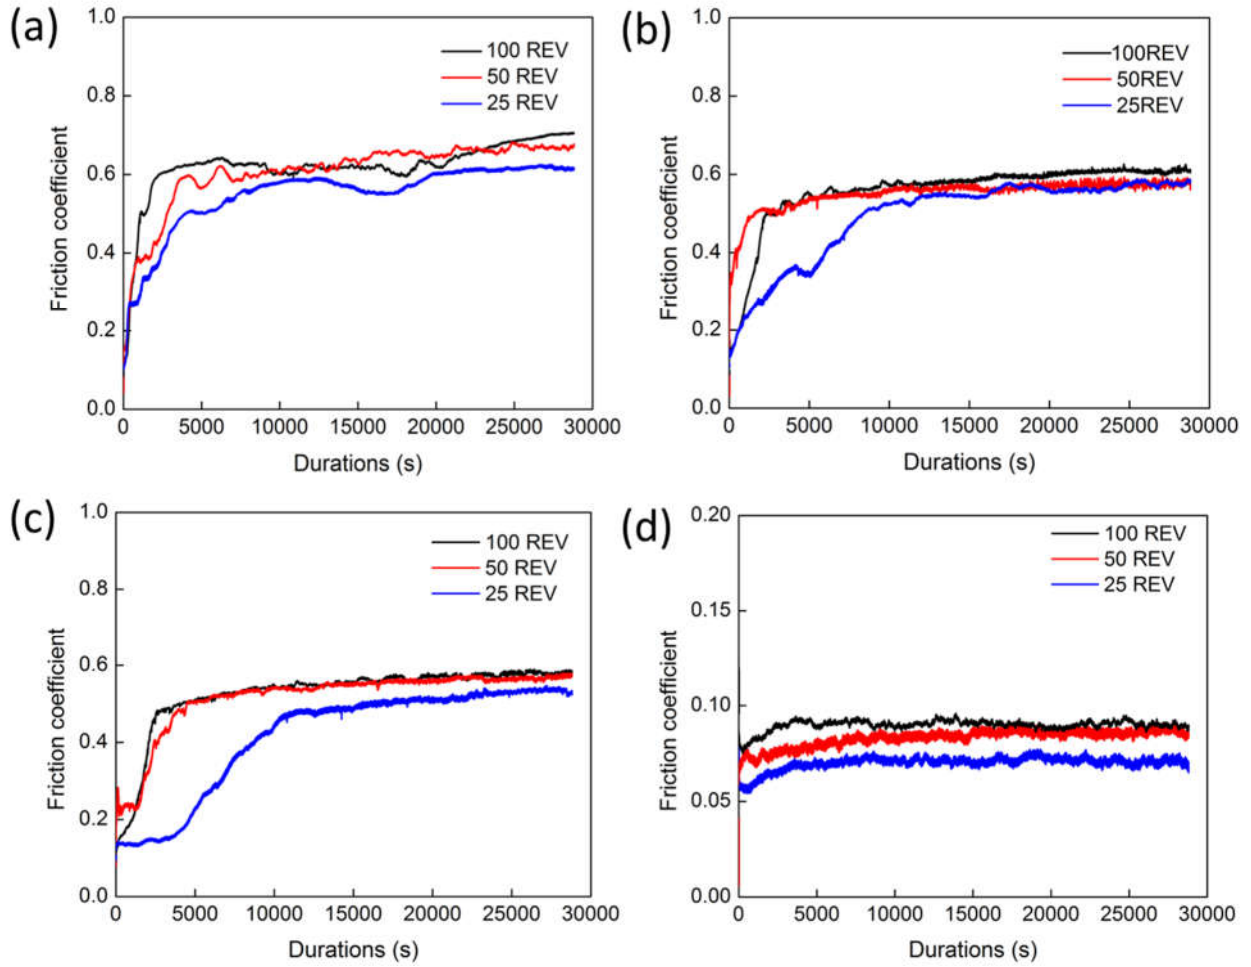 (a)
1.0
0.8
0.6
0.4
0.2
0.0
Friction coefficient
100 REV
50 REV
25 REV
0 5000 10000 15000 20000 25000 30000
Durations (s)
(b)
1.0
0.8
0.6
0.4
0.2
0.0
Friction coefficient
100REV
50REV
25REV
0 5000 10000 15000 20000 25000 30000
Durations (s)
(c)
1.0
0.8
0.6
0.4
0.2
0.0
Friction coefficient
100 REV
50 REV
25 REV
0 5000 10000 15000 20000 25000 30000
Durations (s)
(d)
0.20
0.15
0.10
0.05
0.00
Friction coefficient
100 REV
50 REV
25 REV
0 5000 10000 15000 20000 25000 30000
Durations (s)